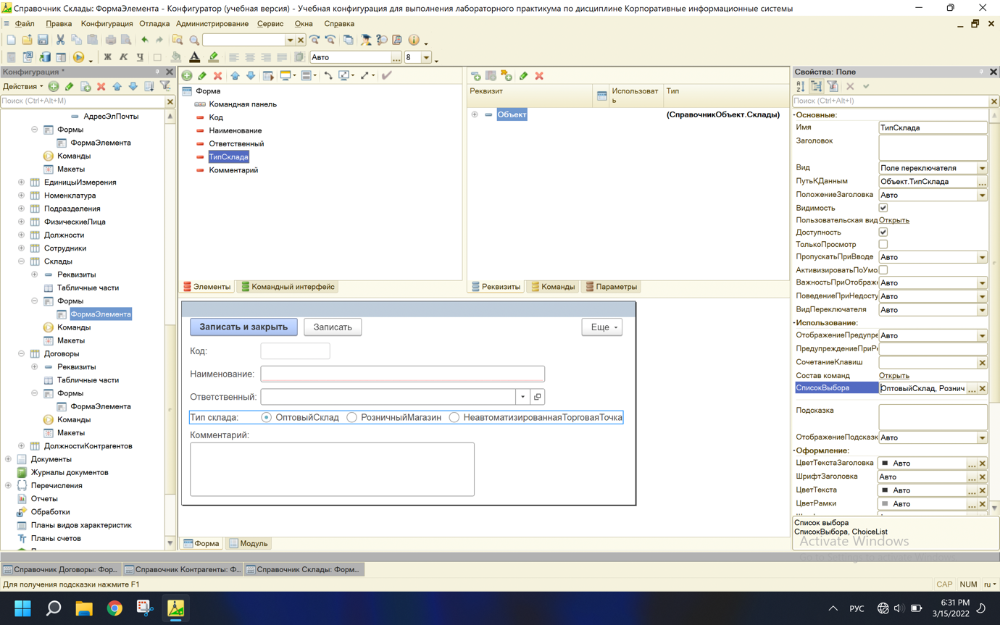 Справочник Склады: ФормаЭлемента - Конфигуратор (учебная версия) - Учебная конфигурация для выполнения лабораторного практикума по дисциплине Корпоративные информационные системы
Файл Правка Конфигурация Отладка Администрирование Сервис Окна Справка
Ж К Ч А Авто ... 8
Конфигурация *
Действия
Поиск (Ctrl+Alt+M)
АдресЭлПочты
Формы
ФормаЭлемента
Команды
Макеты
ЕдиницыИзмерения
Номенклатура
Подразделения
ФизическиеЛица
Должности
Сотрудники
Склады
Реквизиты
Табличные части
Формы
ФормаЭлемента
Команды
Макеты
Договоры
Реквизиты
Табличные части
Формы
ФормаЭлемента
Команды
Макеты
ДолжностиКонтрагентов
Документы
Журналы документов
Перечисления
Отчеты
Обработки
Планы видов характеристик
Планы счетов
Форма
Командная панель
Код
Наименование
Ответственный
ТипСклада
Комментарий
Элементы Командный интерфейс
Реквизит Использоват
ь Тип
Объект (СправочникОбъект.Склады)
Реквизиты Команды Параметры
Записать и закрыть Записать Еще
Код:
Наименование:
Ответственный:
Тип склада: ОптовыйСклад РозничныйМагазин НеавтоматизированнаяТорговаяТочка
Комментарий:
Форма Модуль
Свойства: Поле
Поиск (Ctrl+Alt+I)
Основные:
Имя ТипСклада
Заголовок
Вид Поле переключателя
ПутьКДанным Объект.ТипСклада ...
ПоложениеЗаголовка Авто
Видимость
Пользовательская вид Открыть
Доступность
ТолькоПросмотр
ПропускатьПриВводе Авто
АктивизироватьПоУмо
ВажностьПриОтображе Авто
ПоведениеПриНедосту Авто
ВидПереключателя Авто
Использование:
ОтображениеПредупре Авто
ПредупреждениеПриРе
СочетаниеКлавиш
Состав команд Открыть
СписокВыбора ОптовыйСклад, Рознич ...
Подсказка
ОтображениеПодсказк Авто
Оформление:
ЦветТекстаЗаголовка Авто ...
ШрифтЗаголовка Авто ...
ЦветТекста Авто ...
ЦветРамки Авто ...
Список выбора
СписокВыбора, ChoiceList
Activate Windows
Go to Settings to activate Windows.
Справочник Договоры: Фор... Справочник Контрагенты: Ф... Справочник Склады: Форм...
Для получения подсказки нажмите F1 CAP NUM ru
РУС 6:31 PM
3/15/2022